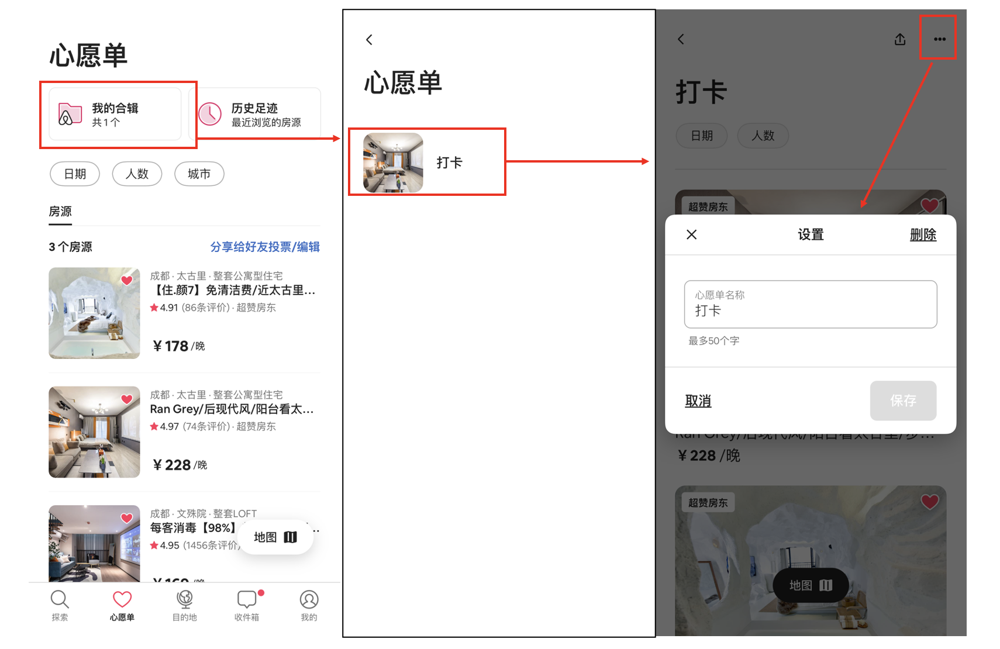 心愿单
我的合辑
共1个
历史足迹
最近浏览的房源
日期
人数
城市
房源
3 个房源
分享给好友投票/编辑
成都 · 太古里 · 整套公寓型住宅
【住.颜7】免清洁费/近太古里...
4.91 (86条评价) · 超赞房东
¥ 178 /晚
成都 · 太古里 · 整套公寓型住宅
Ran Grey/后现代风/阳台看太...
4.97 (74条评价) · 超赞房东
¥ 228 /晚
成都 · 文殊院 · 整套LOFT
每客消毒【98%】
4.95 (1456条评价)
地图
探索
心愿单
目的地
收件箱
我的
心愿单
打卡
打卡
日期
人数
超赞房东
设置
删除
心愿单名称
打卡
最多50个字
取消
保存
Ran Grey/后现代风/阳台看太古里/步...
¥ 228 /晚
超赞房东
地图